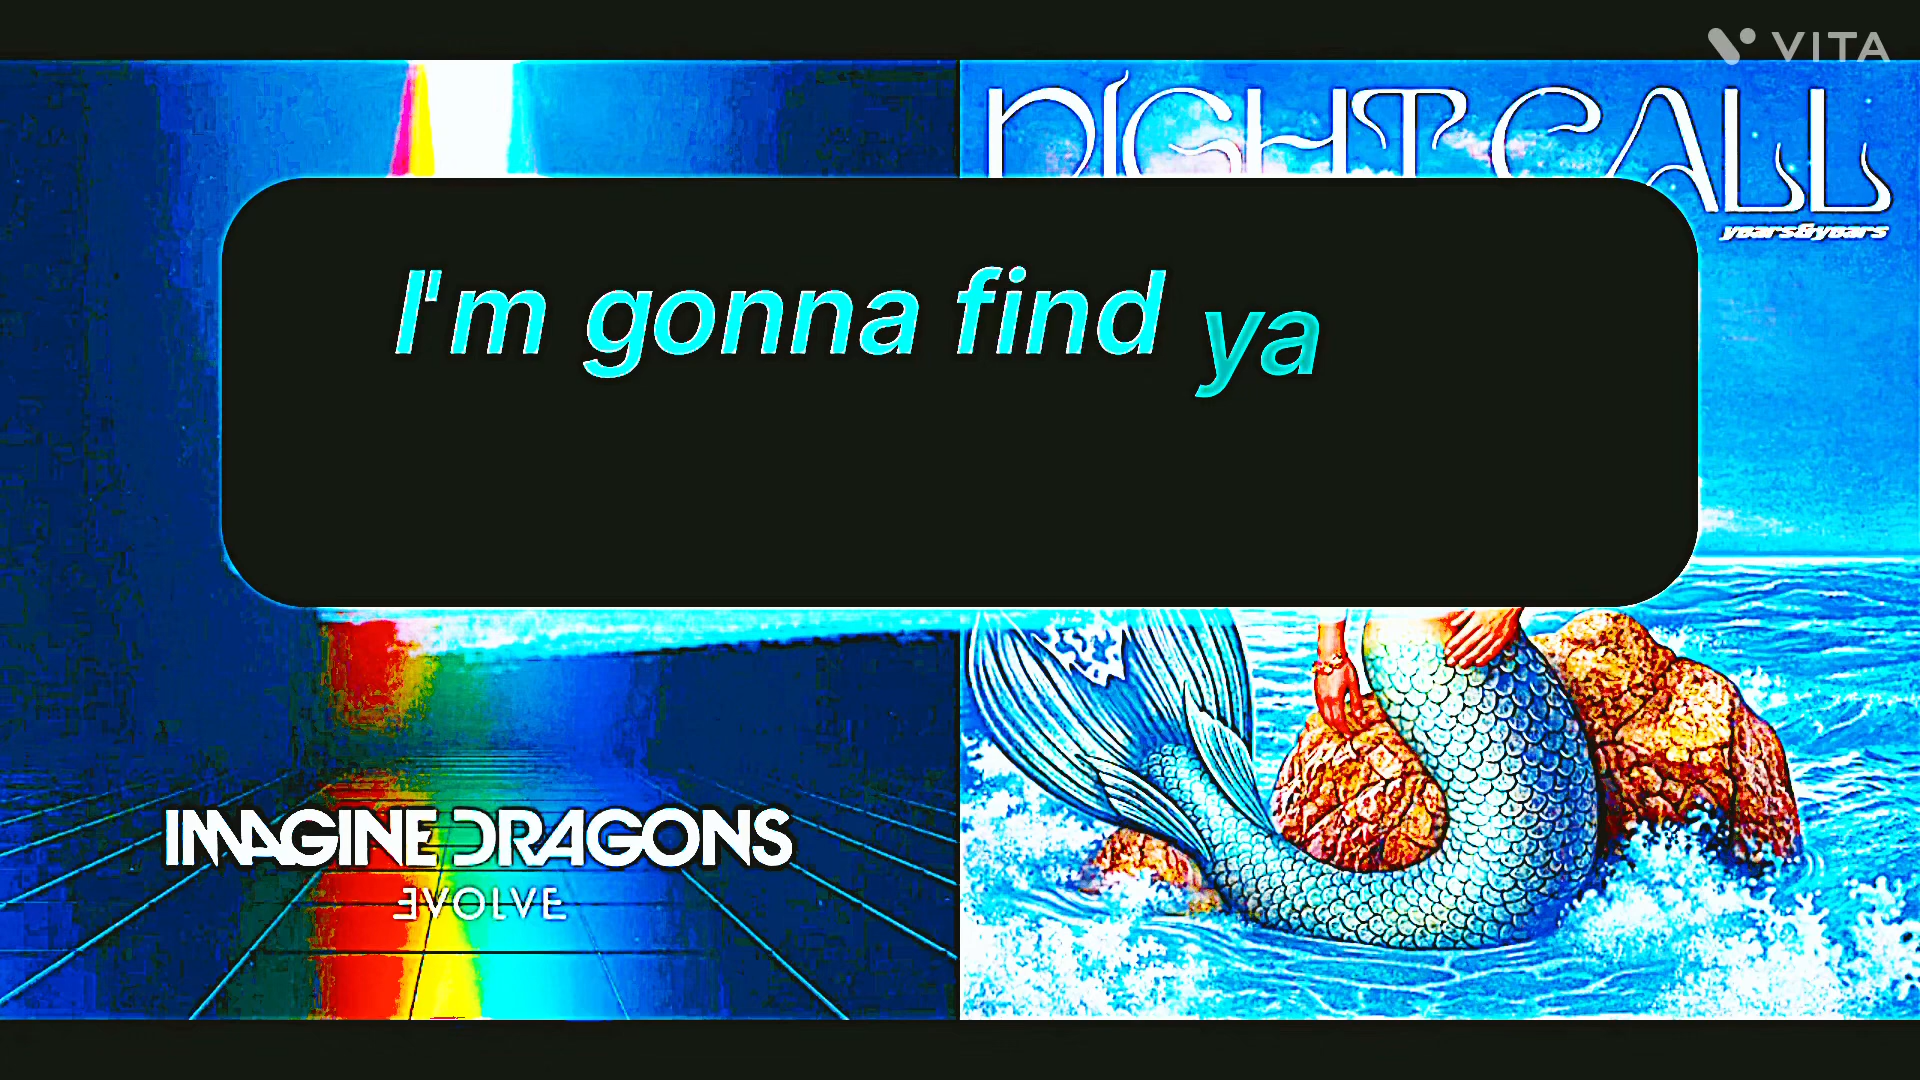 VITA
NIGHT CALL
years&years
I'm gonna find ya
IMAGINE DRAGONS
EVOLVE